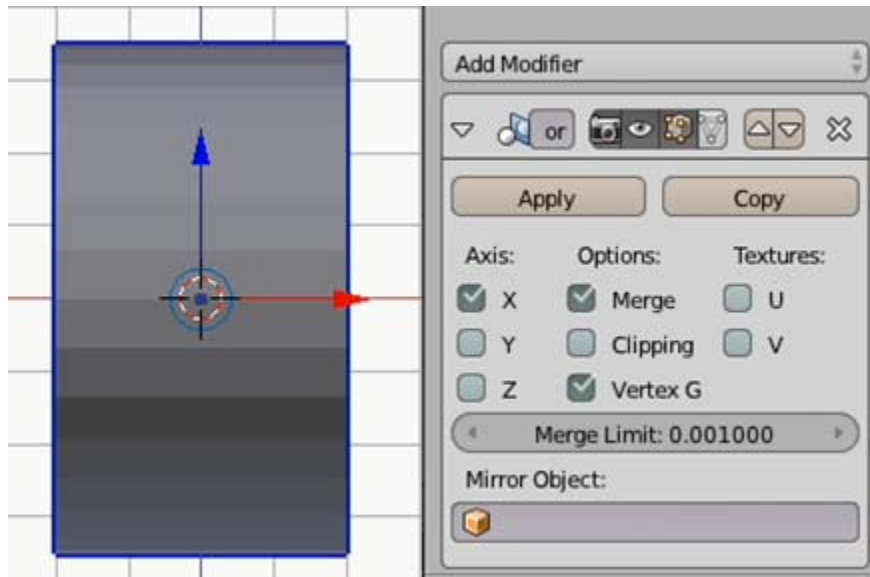 Add Modifier
or
Apply Copy
Axis: Options: Textures:
X Merge U
Y Clipping V
Z Vertex G
Merge Limit: 0.001000
Mirror Object: